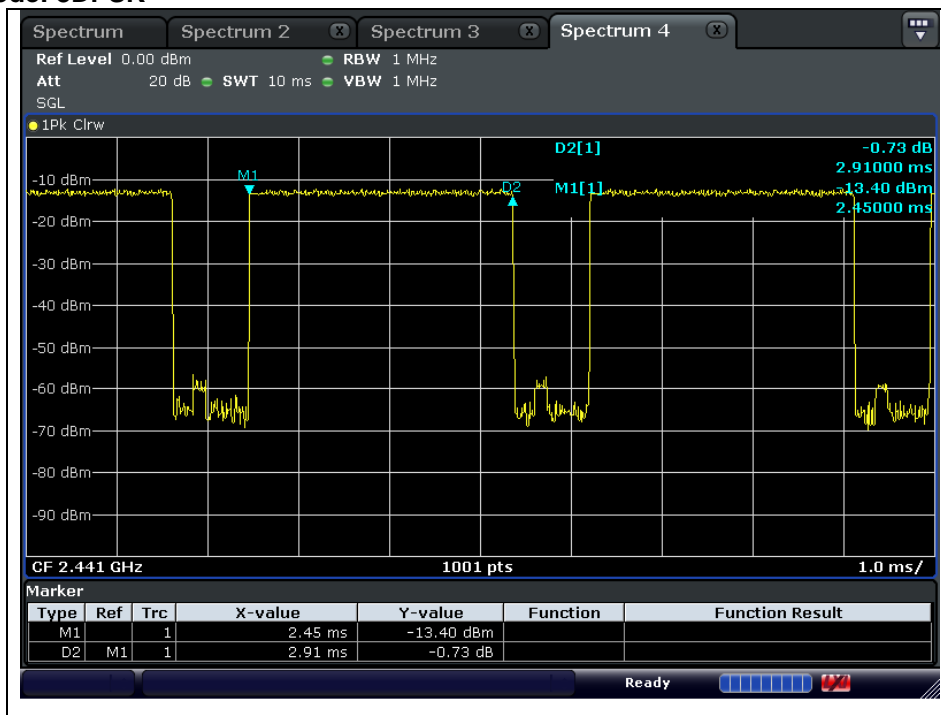 Spectrum Spectrum 2 X Spectrum 3 X Spectrum 4 X
Ref Level 0.00 dBm RBW 1 MHz
Att 20 dB SWT 10 ms VBW 1 MHz
SGL
1Pk Clrw
D2[1] -0.73 dB
2.91000 ms
M1[1] -13.40 dBm
2.45000 ms
M1
D2
-10 dBm
-20 dBm
-30 dBm
-40 dBm
-50 dBm
-60 dBm
-70 dBm
-80 dBm
-90 dBm
CF 2.441 GHz 1001 pts 1.0 ms/
Marker
Type Ref Trc X-value Y-value Function Function Result
M1 1 2.45 ms -13.40 dBm
D2 M1 1 2.91 ms -0.73 dB
Ready